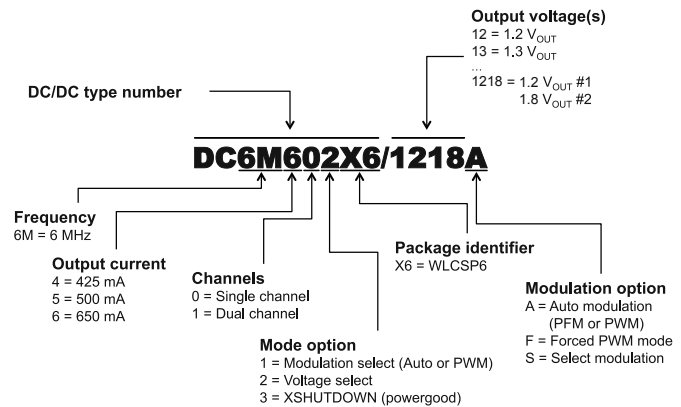 Output voltage(s)
12 = 1.2 VOUT
13 = 1.3 VOUT
...
1218 = 1.2 VOUT #1
1.8 VOUT #2
DC/DC type number
DC6M602X6/1218A
Frequency
6M = 6 MHz
Output current
4 = 425 mA
5 = 500 mA
6 = 650 mA
Channels
0 = Single channel
1 = Dual channel
Mode option
1 = Modulation select (Auto or PWM)
2 = Voltage select
3 = XSHUTDOWN (powergood)
Package identifier
X6 = WLCSP6
Modulation option
A = Auto modulation
(PFM or PWM)
F = Forced PWM mode
S = Select modulation